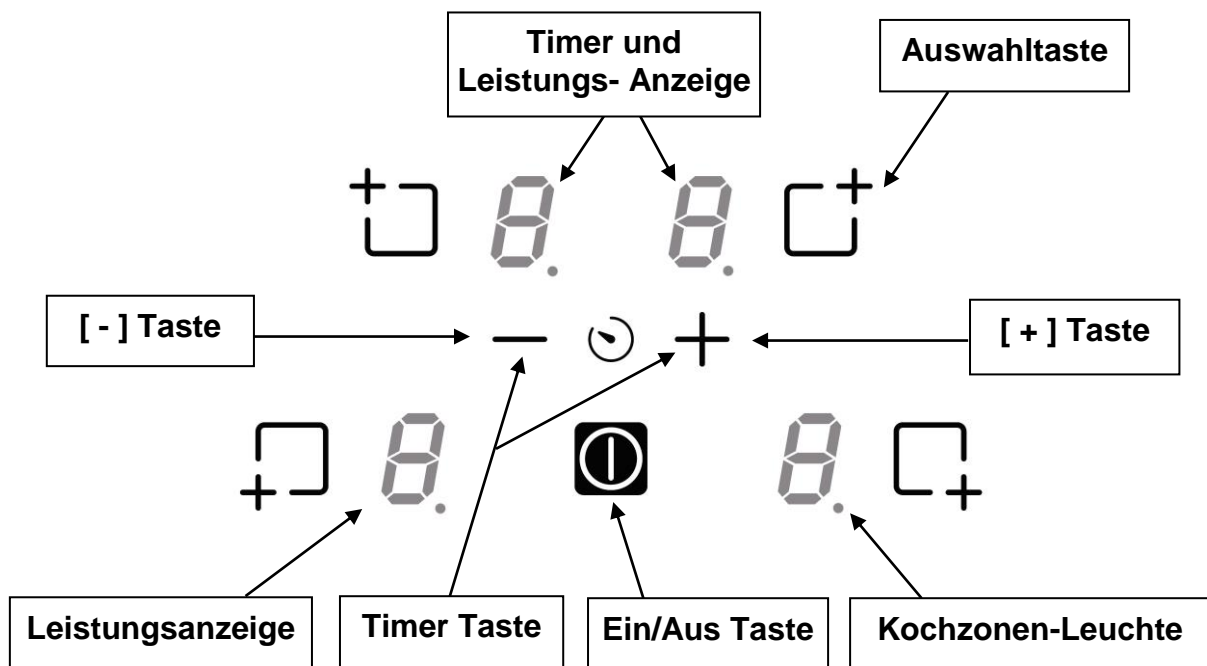 Timer und
Leistungs- Anzeige
Auswahltaste
[ - ] Taste
[ + ] Taste
Leistungsanzeige
Timer Taste
Ein/Aus Taste
Kochzonen-Leuchte